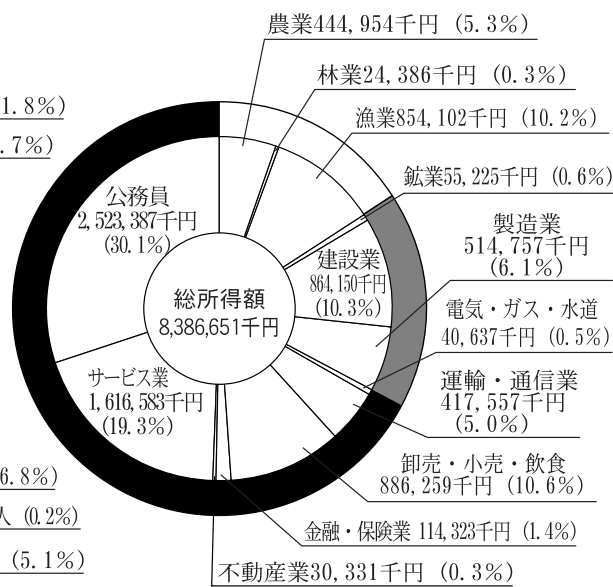 農業444,954千円（5.3％）
林業24,386千円（0.3％）
漁業854,102千円（10.2％）
鉱業55,225千円（0.6％）
製造業
514,757千円
（6.1％）
建設業
864,150千円
（10.3％）
電気・ガス・水道
40,637千円（0.5％）
運輸・通信業
417,557千円
（5.0％）
卸売・小売・飲食
886,259千円（10.6％）
金融・保険業 114,323千円（1.4％）
不動産業30,331千円（0.3％）
サービス業
1,616,583千円
（19.3％）
公務員
2,523,387千円
（30.1％）
総所得額
8,386,651千円
1.8％）
.7％）
6.8％）
人（0.2％）
（5.1％）